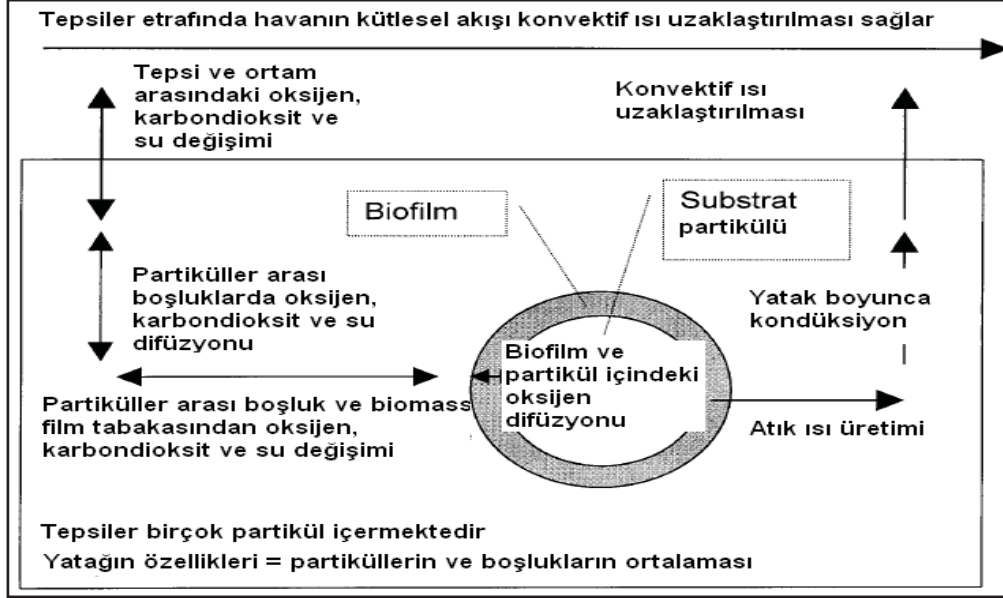 Tepsiler etrafında havanın kütlesel akışı konvektif ısı uzaklaştırılması sağlar
Tepsi ve ortam
arasındaki oksijen,
karbondioksit ve
su değişimi
Konvektif ısı
uzaklaştırılması
Biofilm
Substrat
partikülü
Partiküller arası
boşluklarda oksijen,
karbondioksit ve su
difüzyonu
Yatak boyunca
kondüksiyon
Biofilm ve
partikül içindeki
oksijen
difüzyonu
Partiküller arası boşluk ve biomass
film tabakasından oksijen,
karbondioksit ve su değişimi
Atık ısı üretimi
Tepsiler birçok partikül içermektedir
Yatağın özellikleri = partiküllerin ve boşlukların ortalaması